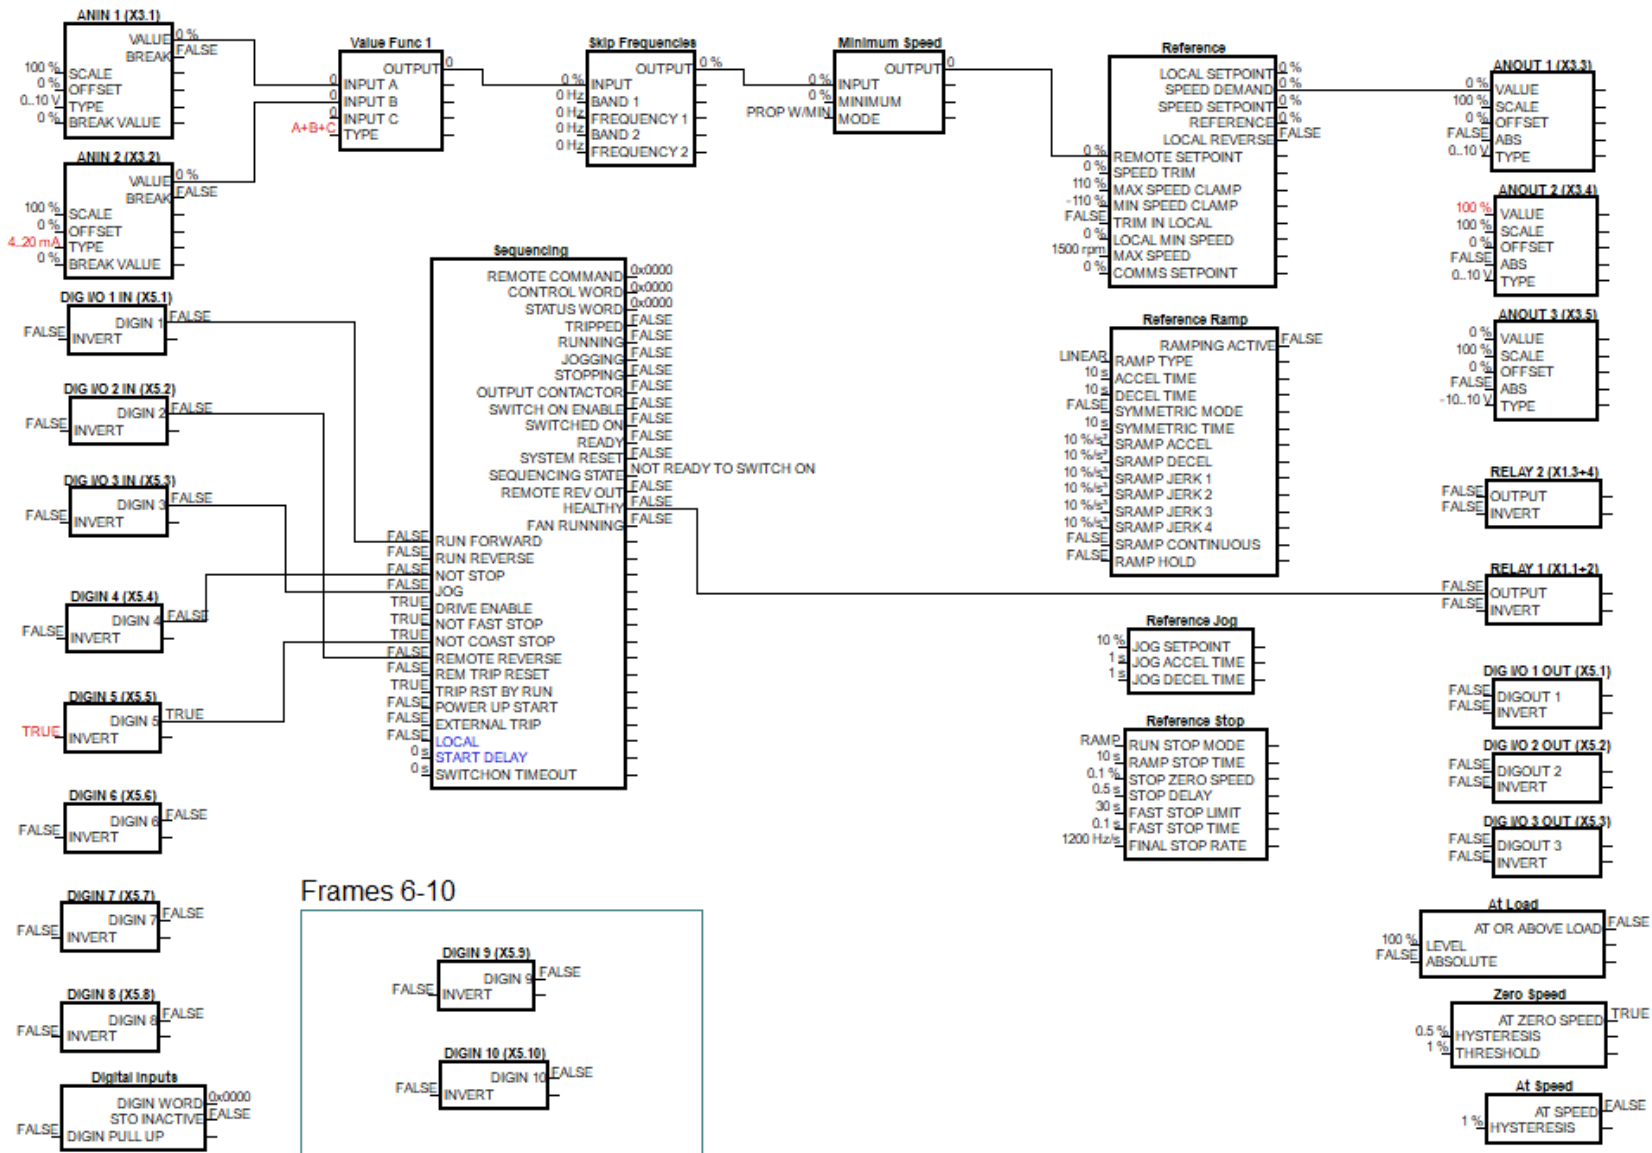 ANIN 1 (X3.1)
VALUE 0 %
BREAK FALSE
100 % SCALE
0 % OFFSET
0..10 V TYPE
0 % BREAK VALUE
ANIN 2 (X3.2)
VALUE 0 %
BREAK FALSE
100 % SCALE
0 % OFFSET
4..20 mA TYPE
0 % BREAK VALUE
DIG I/O 1 IN (X5.1)
DIGIN 1 FALSE
FALSE INVERT
DIG I/O 2 IN (X5.2)
DIGIN 2 FALSE
FALSE INVERT
DIG I/O 3 IN (X5.3)
DIGIN 3 FALSE
FALSE INVERT
DIGIN 4 (X5.4)
DIGIN 4 FALSE
FALSE INVERT
DIGIN 5 (X5.5)
DIGIN 5 TRUE
TRUE INVERT
DIGIN 6 (X5.6)
DIGIN 6 FALSE
FALSE INVERT
DIGIN 7 (X5.7)
DIGIN 7 FALSE
FALSE INVERT
DIGIN 8 (X5.8)
DIGIN 8 FALSE
FALSE INVERT
Digital Inputs
DIGIN WORD 0x0000
STO INACTIVE FALSE
FALSE DIGIN PULL UP
Value Func 1
OUTPUT 0
0 INPUT A
0 INPUT B
0 INPUT C
A+B+C TYPE
Skip Frequencies
OUTPUT 0 %
0 % INPUT
0 Hz BAND 1
0 Hz FREQUENCY 1
0 Hz BAND 2
0 Hz FREQUENCY 2
Minimum Speed
OUTPUT 0
0 % INPUT
0 % MINIMUM
PROP W/MIN MODE
Sequencing
REMOTE COMMAND 0x0000
CONTROL WORD 0x0000
STATUS WORD 0x0000
TRIPPED FALSE
RUNNING FALSE
JOGGING FALSE
STOPPING FALSE
OUTPUT CONTACTOR FALSE
SWITCH ON ENABLE FALSE
SWITCHED ON FALSE
READY FALSE
SYSTEM RESET FALSE
SEQUENCING STATE NOT READY TO SWITCH ON
REMOTE REV OUT FALSE
HEALTHY FALSE
FAN RUNNING FALSE
FALSE RUN FORWARD
FALSE RUN REVERSE
FALSE NOT STOP
FALSE JOG
TRUE DRIVE ENABLE
TRUE NOT FAST STOP
TRUE NOT COAST STOP
FALSE REMOTE REVERSE
FALSE REM TRIP RESET
TRUE TRIP RST BY RUN
FALSE POWER UP START
FALSE EXTERNAL TRIP
FALSE LOCAL
0 s START DELAY
0 s SWITCHON TIMEOUT
Frames 6-10
DIGIN 9 (X5.9)
DIGIN 9 FALSE
FALSE INVERT
DIGIN 10 (X5.10)
DIGIN 10 FALSE
FALSE INVERT
Reference
LOCAL SETPOINT 0 %
SPEED DEMAND 0 %
SPEED SETPOINT 0 %
REFERENCE 0 %
LOCAL REVERSE FALSE
0 % REMOTE SETPOINT
0 % SPEED TRIM
110 % MAX SPEED CLAMP
-110 % MIN SPEED CLAMP
FALSE TRIM IN LOCAL
0 % LOCAL MIN SPEED
1500 rpm MAX SPEED
0 % COMMS SETPOINT
Reference Ramp
RAMPING ACTIVE FALSE
LINEAR RAMP TYPE
10 s ACCEL TIME
10 s DECEL TIME
FALSE SYMMETRIC MODE
10 s SYMMETRIC TIME
10 %/s² SRAMP ACCEL
10 %/s² SRAMP DECEL
10 %/s³ SRAMP JERK 1
10 %/s³ SRAMP JERK 2
10 %/s³ SRAMP JERK 3
10 %/s³ SRAMP JERK 4
FALSE SRAMP CONTINUOUS
FALSE RAMP HOLD
Reference Jog
10 % JOG SETPOINT
1 s JOG ACCEL TIME
1 s JOG DECEL TIME
Reference Stop
RAMP RUN STOP MODE
10 s RAMP STOP TIME
0.1 % STOP ZERO SPEED
0.5 s STOP DELAY
30 s FAST STOP LIMIT
0.1 s FAST STOP TIME
1200 Hz/s FINAL STOP RATE
ANOUT 1 (X3.3)
0 % VALUE
100 % SCALE
0 % OFFSET
FALSE ABS
0..10 V TYPE
ANOUT 2 (X3.4)
100 % VALUE
100 % SCALE
0 % OFFSET
FALSE ABS
0..10 V TYPE
ANOUT 3 (X3.5)
0 % VALUE
100 % SCALE
0 % OFFSET
FALSE ABS
-10..10 V TYPE
RELAY 2 (X1.3+4)
FALSE OUTPUT
FALSE INVERT
RELAY 1 (X1.1+2)
FALSE OUTPUT
FALSE INVERT
DIG I/O 1 OUT (X5.1)
FALSE DIGOUT 1
FALSE INVERT
DIG I/O 2 OUT (X5.2)
FALSE DIGOUT 2
FALSE INVERT
DIG I/O 3 OUT (X5.3)
FALSE DIGOUT 3
FALSE INVERT
At Load
AT OR ABOVE LOAD FALSE
100 % LEVEL
FALSE ABSOLUTE
Zero Speed
AT ZERO SPEED TRUE
0.5 % HYSTERESIS
1 % THRESHOLD
At Speed
AT SPEED FALSE
1 % HYSTERESIS